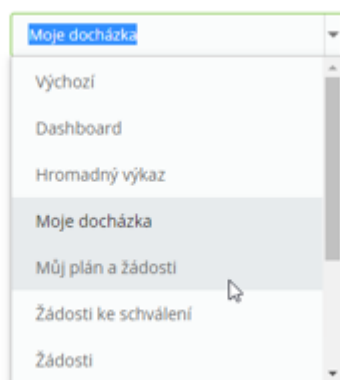 Moje docházka
Výchozí
Dashboard
Hromadný výkaz
Moje docházka
Můj plán a žádosti
Žádosti ke schválení
Žádosti